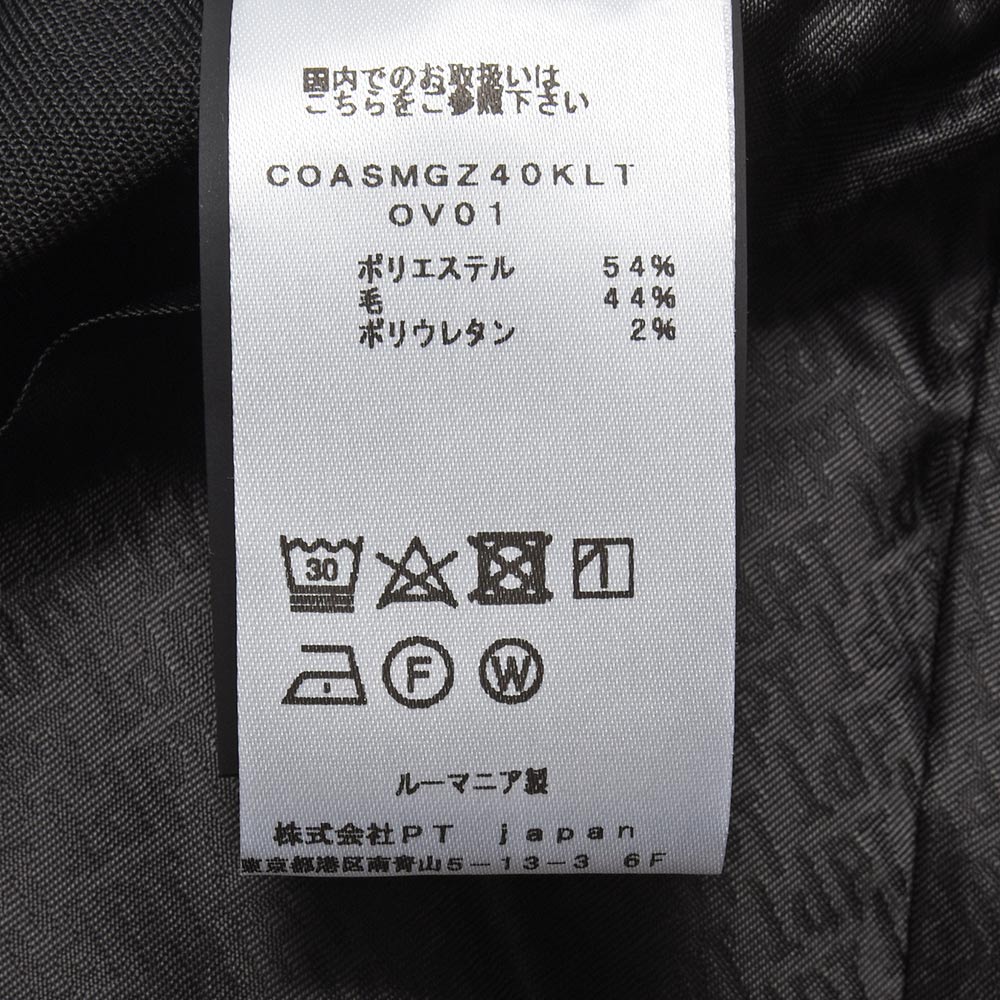 国内でのお取扱いは
こちらをご参照下さい
COASMGZ40KLT
OV01
ポリエステル 54%
毛 44%
ポリウレタン 2%
30
F W
ルーマニア製
株式会社PT japan
東京都港区南青山5-13-3 6F